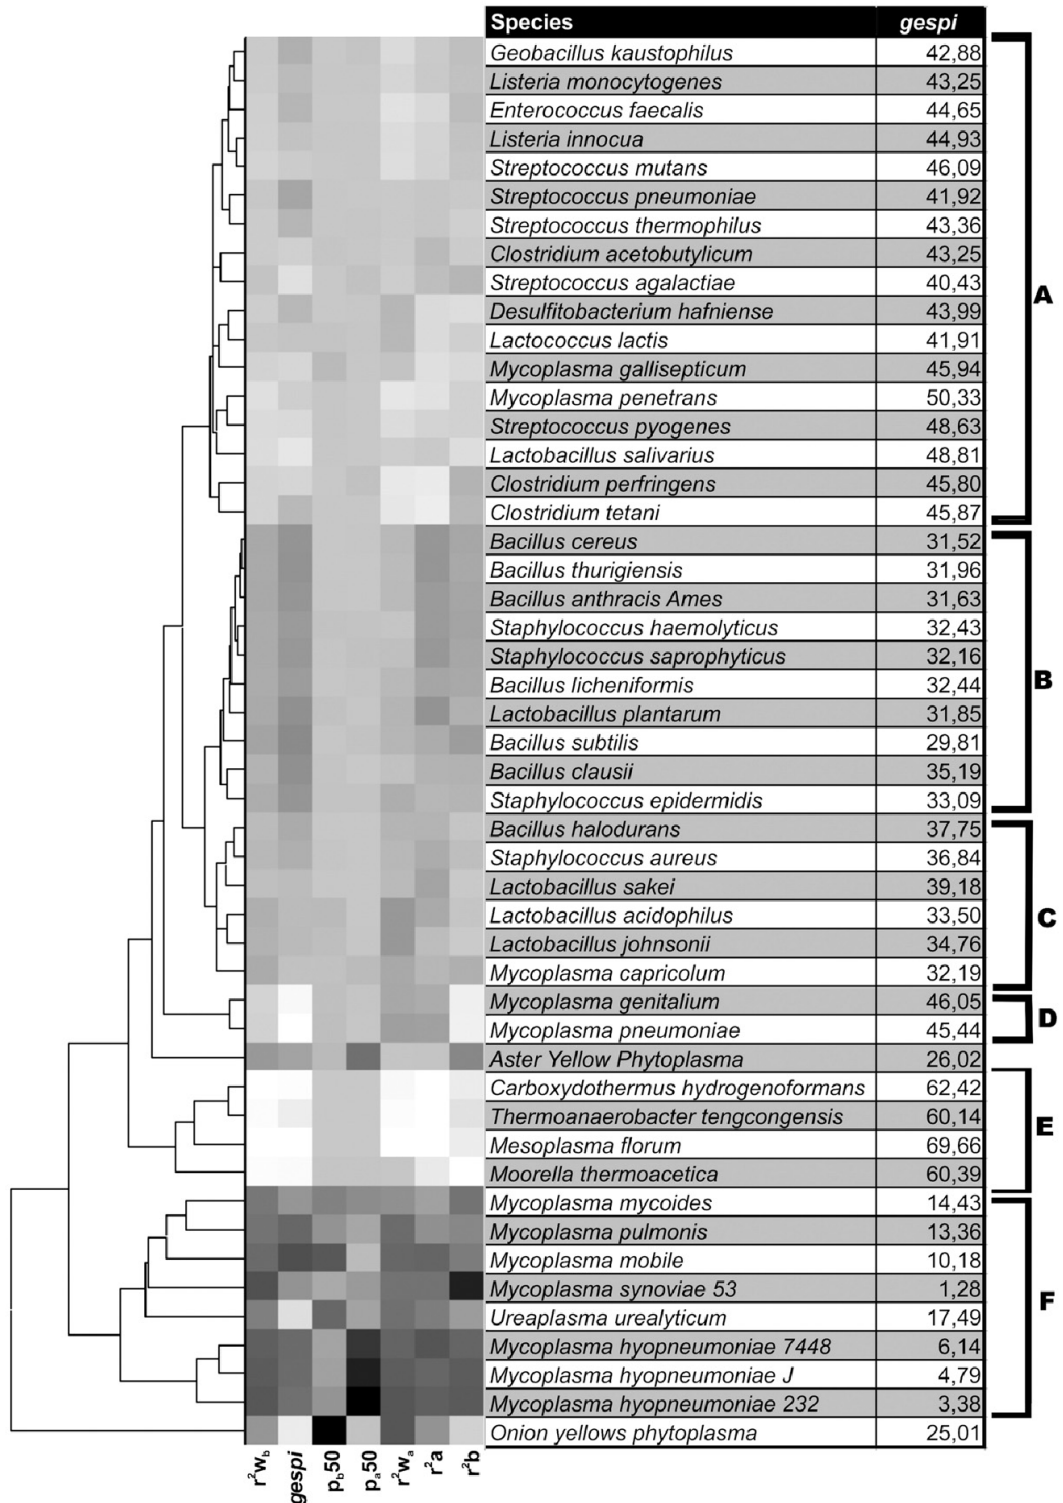 Species gespi
Geobacillus kaustophilus 42,88
Listeria monocytogenes 43,25
Enterococcus faecalis 44,65
Listeria innocua 44,93
Streptococcus mutans 46,09
Streptococcus pneumoniae 41,92
Streptococcus thermophilus 43,36
Clostridium acetobutylicum 43,25
Streptococcus agalactiae 40,43
A
Desulfitobacterium hafniense 43,99
Lactococcus lactis 41,91
Mycoplasma gallisepticum 45,94
Mycoplasma penetrans 50,33
Streptococcus pyogenes 48,63
Lactobacillus salivarius 48,81
Clostridium perfringens 45,80
Clostridium tetani 45,87
Bacillus cereus 31,52
Bacillus thurigiensis 31,96
Bacillus anthracis Ames 31,63
Staphylococcus haemolyticus 32,43
Staphylococcus saprophyticus 32,16
B
Bacillus licheniformis 32,44
Lactobacillus plantarum 31,85
Bacillus subtilis 29,81
Bacillus clausii 35,19
Staphylococcus epidermidis 33,09
Bacillus halodurans 37,75
Staphylococcus aureus 36,84
Lactobacillus sakei 39,18
Lactobacillus acidophilus 33,50
C
Lactobacillus johnsonii 34,76
Mycoplasma capricolum 32,19
Mycoplasma genitalium 46,05
D
Mycoplasma pneumoniae 45,44
Aster Yellow Phytoplasma 26,02
Carboxydothermus hydrogenoformans 62,42
Thermoanaerobacter tengcongensis 60,14
E
Mesoplasma florum 69,66
Moorella thermoacetica 60,39
Mycoplasma mycoides 14,43
Mycoplasma pulmonis 13,36
Mycoplasma mobile 10,18
Mycoplasma synoviae 53 1,28
F
Ureaplasma urealyticum 17,49
Mycoplasma hyopneumoniae 7448 6,14
Mycoplasma hyopneumoniae J 4,79
Mycoplasma hyopneumoniae 232 3,38
Onion yellows phytoplasma 25,01
r²w_b
gespi
p_b50
p_a50
r²w_a
r²a
r²b